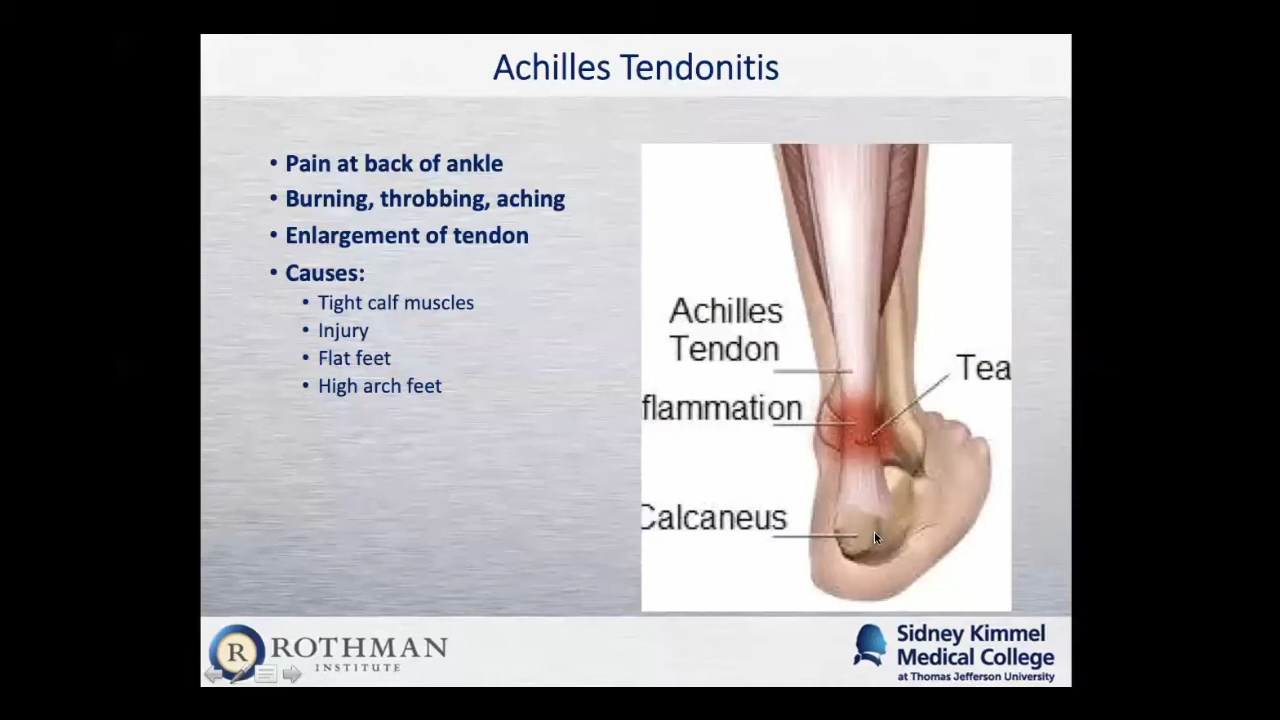 Achilles Tendonitis
• Pain at back of ankle
• Burning, throbbing, aching
• Enlargement of tendon
• Causes:
• Tight calf muscles
• Injury
• Flat feet
• High arch feet
Achilles
Tendon
Tea
flammation
Calcaneus
R ROTHMAN
INSTITUTE
Sidney Kimmel
Medical College
at Thomas Jefferson University